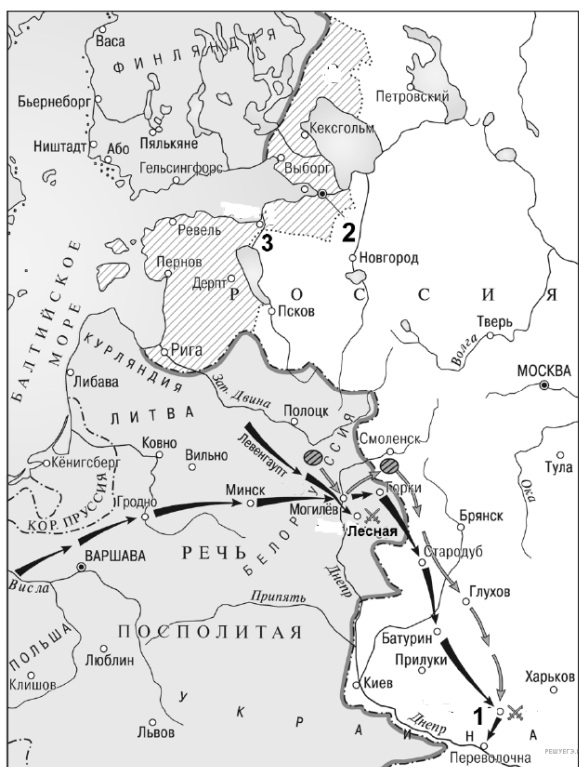 Васа
ФИНЛЯНДИЯ
Бьернеборг
Петровский
Пялькяне
Кексгольм
Ништадт
Або
Гельсингфорс
Выборг
Ревель
3
2
Пернов
Новгород
Дерпт
РОССИЯ
Псков
БАЛТИЙСКОЕ
МОРЕ
Тверь
Волга
Рига
КУРЛЯНДИЯ
Либава
Зап. Двина
МОСКВА
ЛИТВА
Полоцк
Смоленск
Левенгаупт
Ковно
Вильно
Кёнигсберг
Тула
КОР. ПРУССИЯ
Гродно
Минск
Могилёв
Горки
Ока
Лесная
Брянск
БЕЛОРУССИЯ
ВАРШАВА
РЕЧЬ
Стародуб
Висла
Днепр
Припять
Глухов
ПОСПОЛИТАЯ
ПОЛЬША
Батурин
Люблин
Прилуки
Клишов
Киев
Харьков
УКРАИНА
1
Львов
Днепр
Переволочна
РЕШУЕГЭ